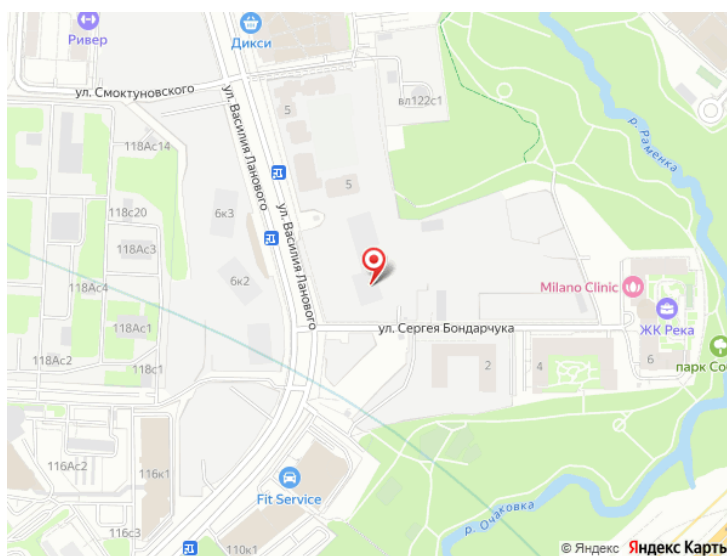 Ривер
Дикси
ул. Смоктуновского
вл122с1
5
118Ас14
ул. Василия Ланового
р. Раменка
5
118с20
6к3
ул. Василия Ланового
118Ас3
6к2
118Ас4
Milano Clinic
118Ас1
ул. Сергея Бондарчука
ЖК Река
118Ас2
118с1
2
4
6
парк Соб
116Ас2
116к1
Fit Service
р. Очаковка
116с3
110к1
© Яндекс Яндекс Карты